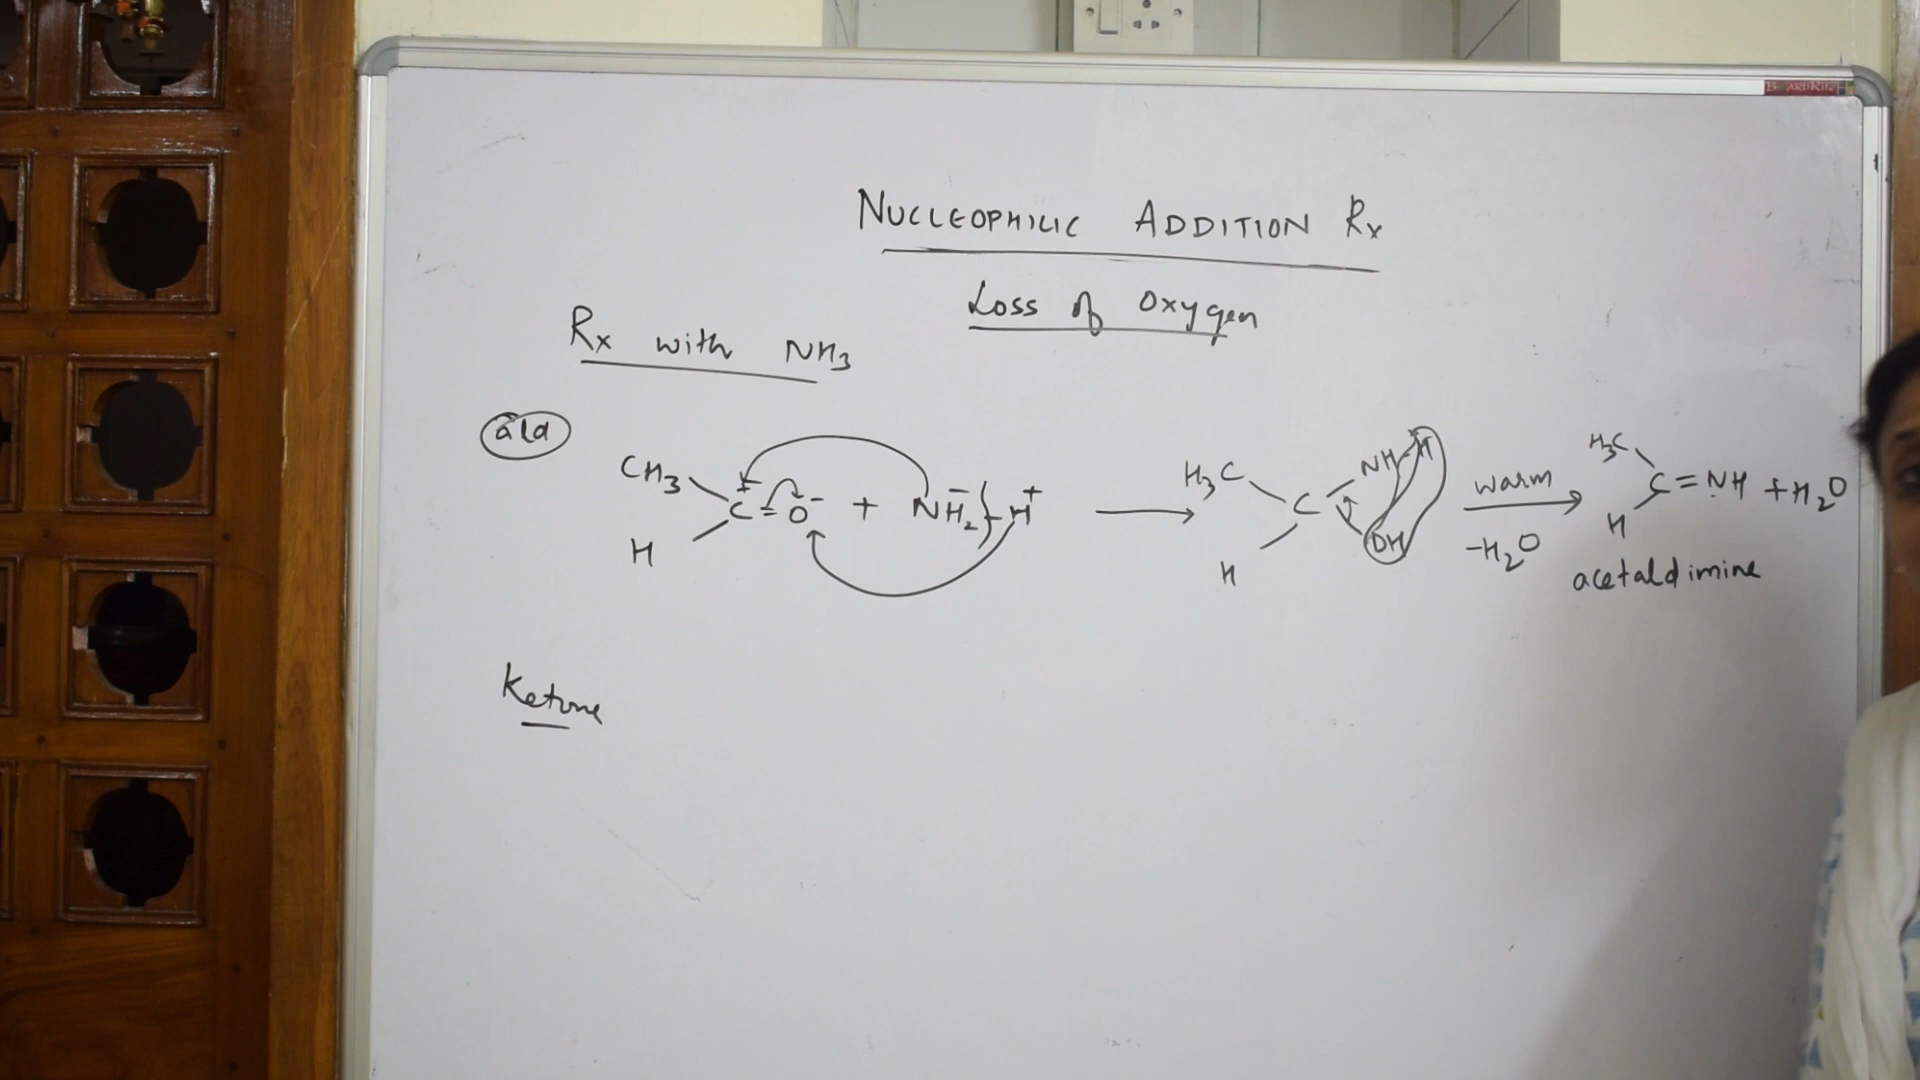 NUCLEOPHILIC ADDITION Rx
Loss of Oxygen
Rx with NH3
ald
CH3 C = O - + NH2 - H + → H3C C NH-H OH warm → H3C C = NH + H2O
H H -H2O H
acetaldimine
Ketone